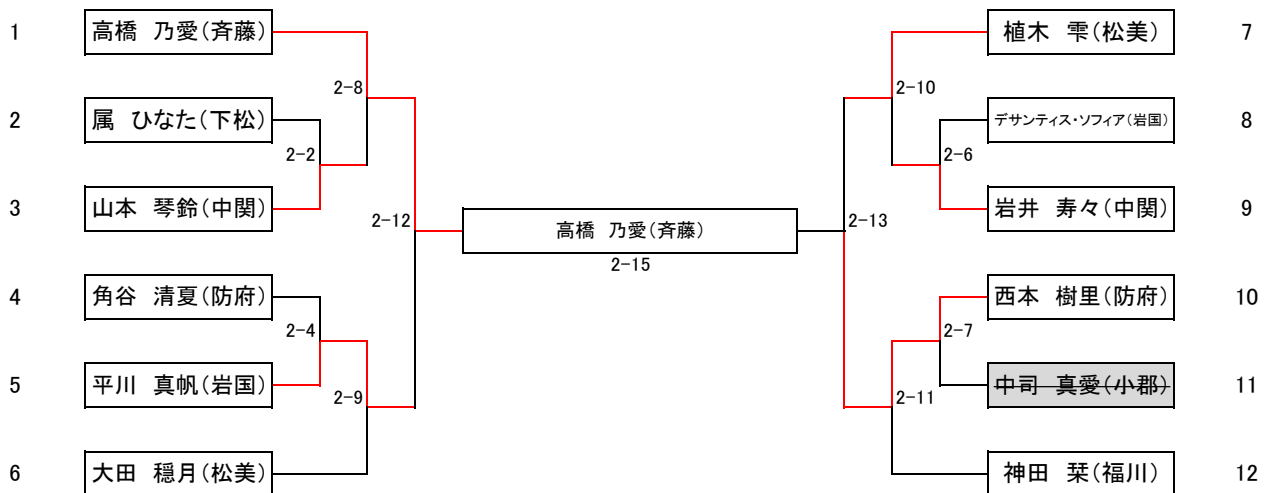 1 高橋 乃愛(斉藤)
2 属 ひなた(下松)
3 山本 琴鈴(中関)
4 角谷 清夏(防府)
5 平川 真帆(岩国)
6 大田 穏月(松美)
2-8
2-2
2-12
2-4
2-9
高橋 乃愛(斉藤)
2-15
2-10
2-6
2-13
2-7
2-11
植木 雫(松美) 7
デサンティス・ソフィア(岩国) 8
岩井 寿々(中関) 9
西本 樹里(防府) 10
中司 真愛(小郡) 11
神田 栞(福川) 12